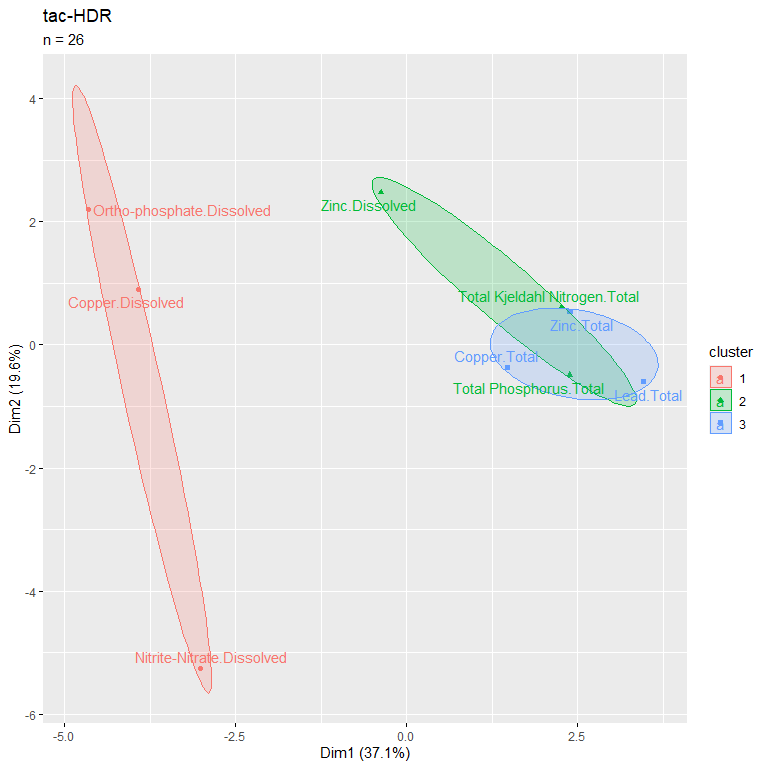 tac-HDR
n = 26
4
2
0
-2
-4
-6
Dim2 (19.6%)
Ortho-phosphate.Dissolved
Zinc.Dissolved
Copper.Dissolved
Total Kjeldahl Nitrogen.Total
Zinc.Total
Copper.Total
Total Phosphorus.Total
Lead.Total
Nitrite-Nitrate.Dissolved
-5.0
-2.5
0.0
2.5
Dim1 (37.1%)
cluster
a 1
a 2
a 3